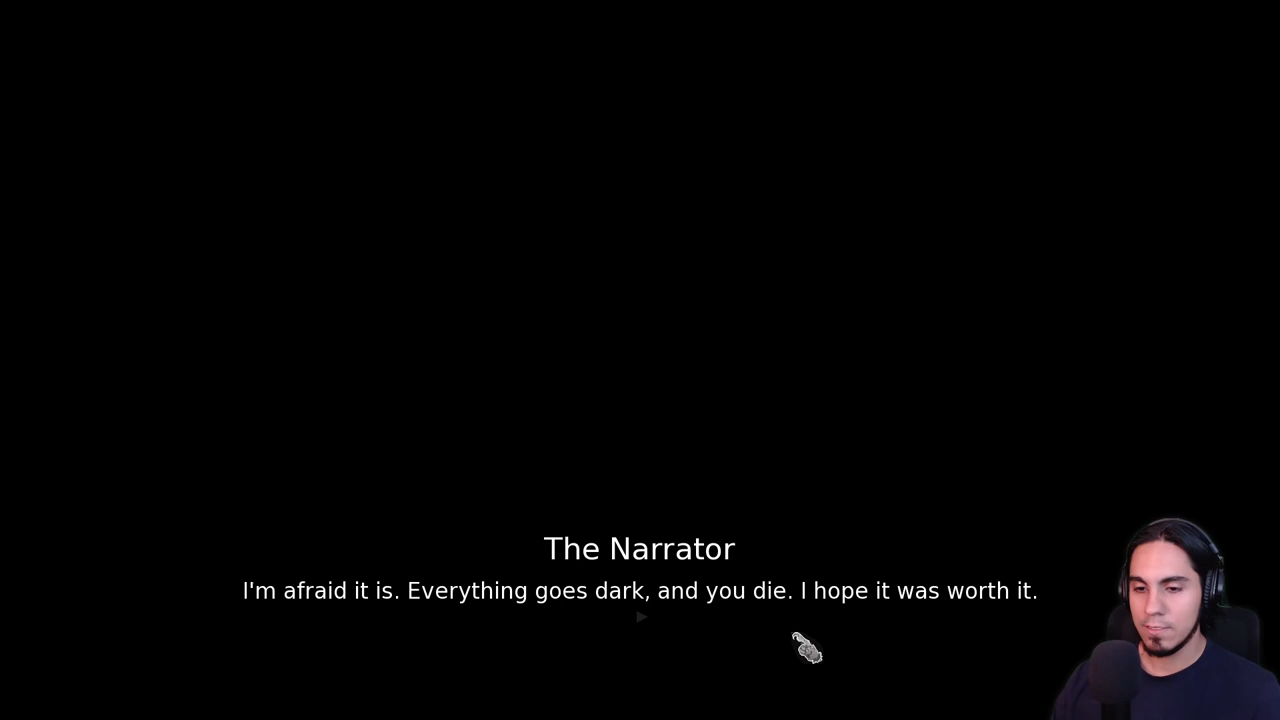 The Narrator
I'm afraid it is. Everything goes dark, and you die. I hope it was worth it.